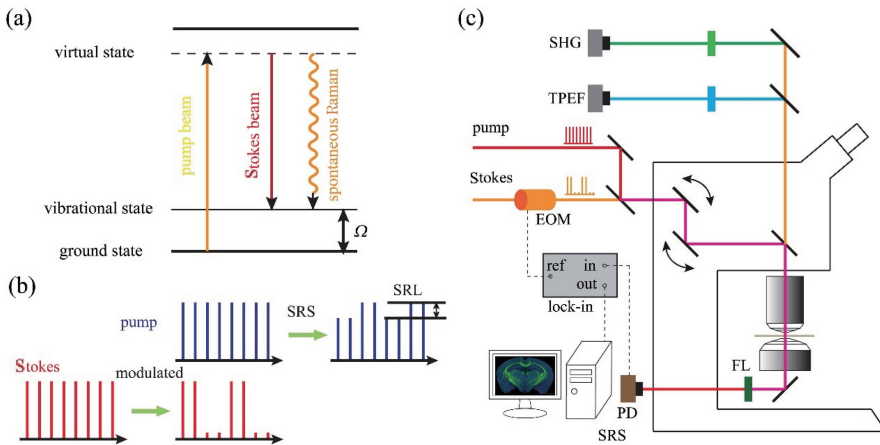 (a)
virtual state
pump beam
Stokes beam
spontaneous Raman
vibrational state
Ω
ground state
(b)
pump
SRS
SRL
Stokes
modulated
(c)
SHG
TPEF
pump
Stokes
EOM
ref
in
out
lock-in
FL
PD
SRS